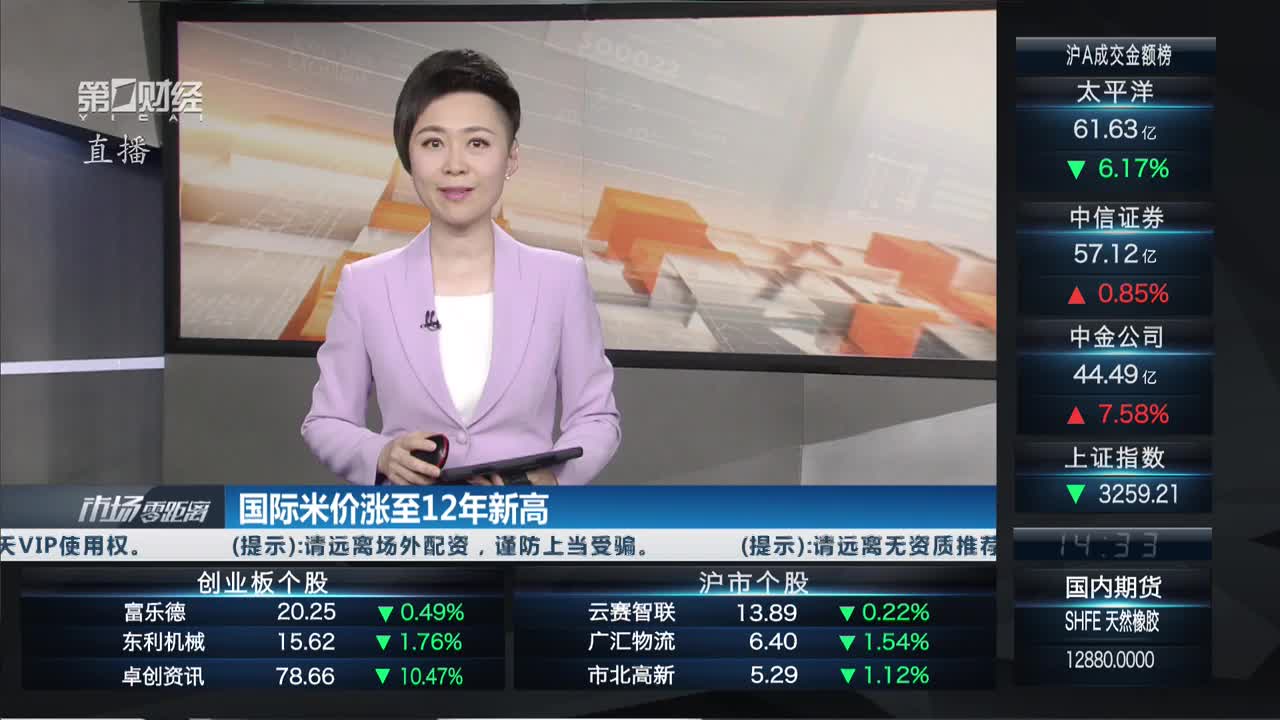 第一财经
YICAI
直播
沪A成交金额榜
太平洋
61.63亿
▼ 6.17%
中信证券
57.12亿
▲ 0.85%
中金公司
44.49亿
▲ 7.58%
上证指数
▼ 3259.21
14:33
国内期货
SHFE 天然橡胶
12880.0000
市场零距离
国际米价涨至12年新高
天VIP使用权。 (提示):请远离场外配资，谨防上当受骗。 (提示):请远离无资质推荐
创业板个股
富乐德 20.25 ▼0.49%
东利机械 15.62 ▼1.76%
卓创资讯 78.66 ▼10.47%
沪市个股
云赛智联 13.89 ▼0.22%
广汇物流 6.40 ▼1.54%
市北高新 5.29 ▼1.12%